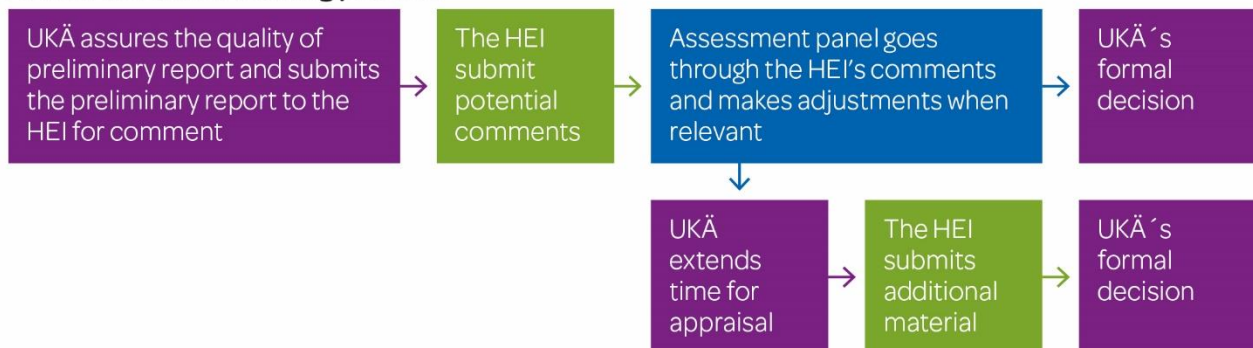 UKÄ assures the quality of
preliminary report and submits
the preliminary report to the
HEI for comment
The HEI
submit
potential
comments
Assessment panel goes
through the HEI's comments
and makes adjustments when
relevant
UKÄ´s
formal
decision
UKÄ
extends
time for
appraisal
The HEI
submits
additional
material
UKÄ´s
formal
decision